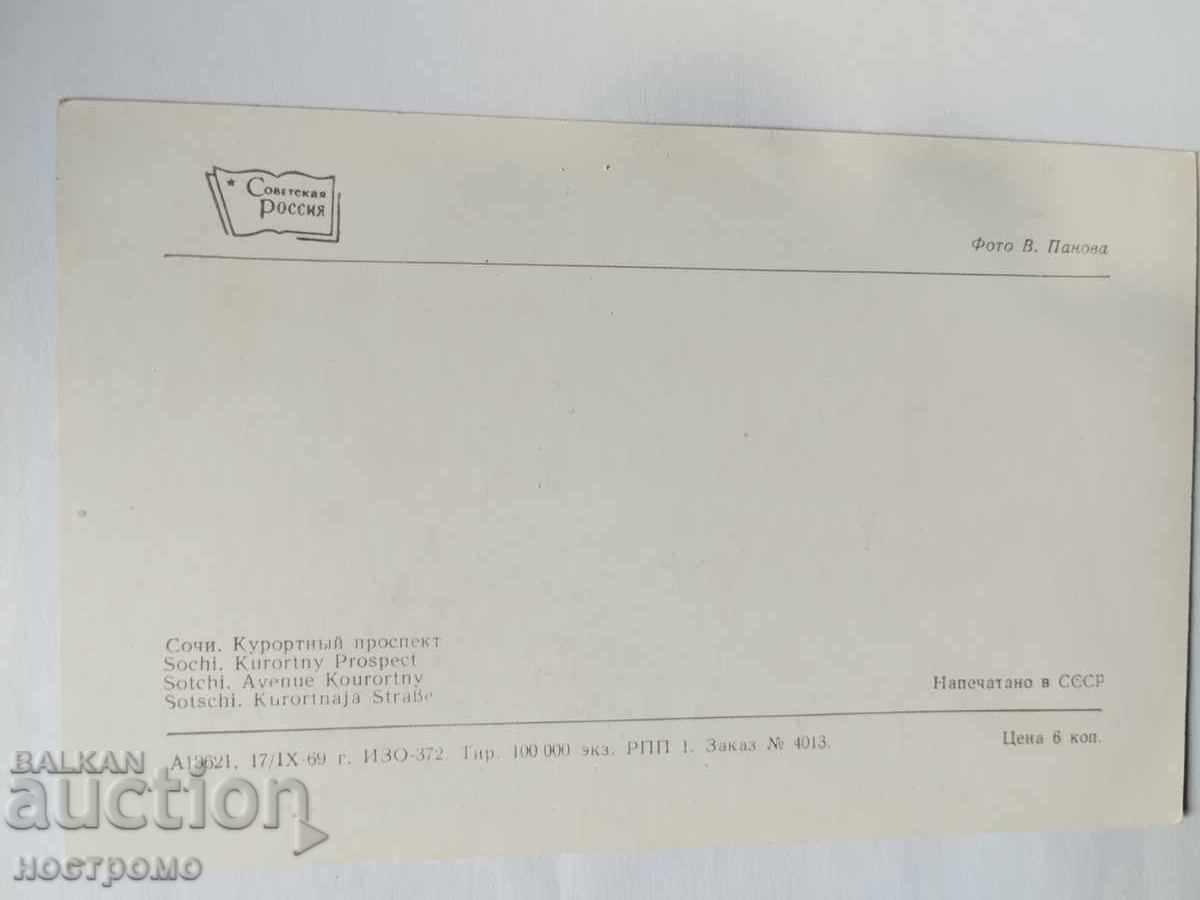 Советская
Россия
Фото В. Панова
Сочи. Курортный проспект
Sochi. Kurortny Prospect
Sotchi. Avenue Kourortny
Sotschi. Kurortnaja Straße
Напечатано в СССР
А13621. 17/IX-69 г. ИЗО-372. Тир. 100 000 экз. РПП 1. Заказ № 4013.
Цена 6 коп.
BALKAN
auction
ностромо